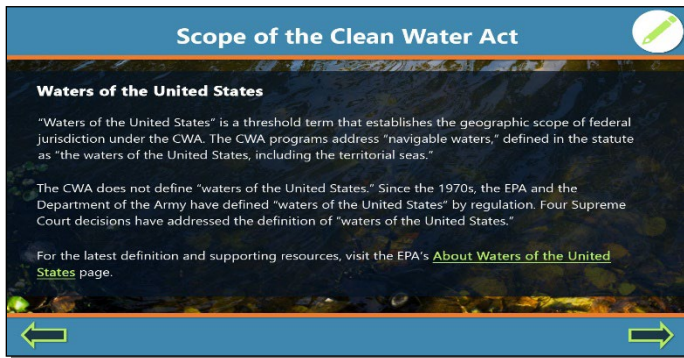 Scope of the Clean Water Act
Waters of the United States
“Waters of the United States” is a threshold term that establishes the geographic scope of federal
jurisdiction under the CWA. The CWA programs address “navigable waters,” defined in the statute
as “the waters of the United States, including the territorial seas.”
The CWA does not define “waters of the United States.” Since the 1970s, the EPA and the
Department of the Army have defined “waters of the United States” by regulation. Four Supreme
Court decisions have addressed the definition of “waters of the United States.”
For the latest definition and supporting resources, visit the EPA’s About Waters of the United
States page.